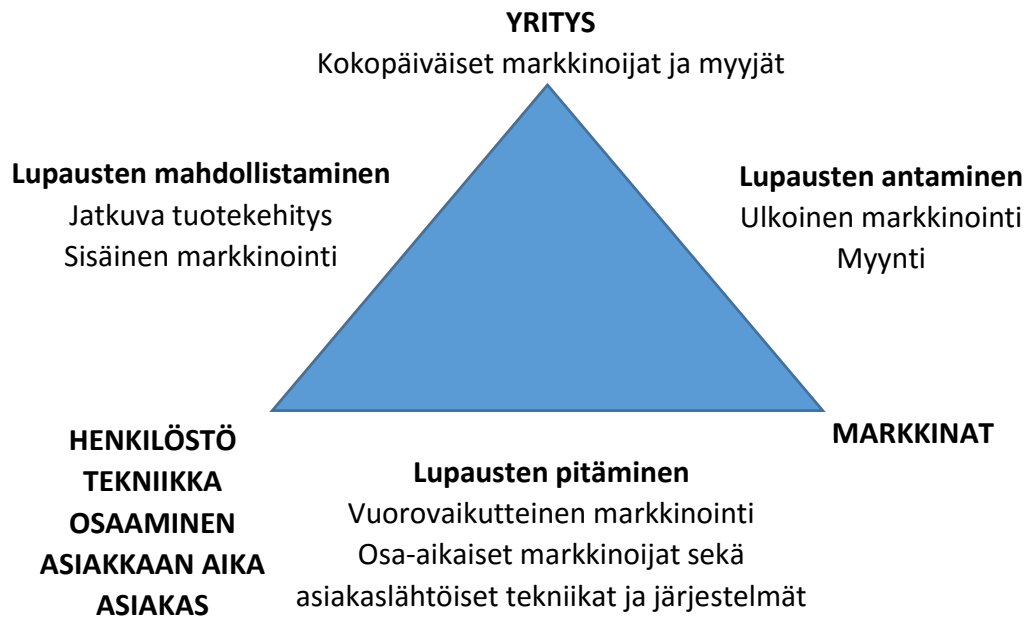 YRITYS
Kokopäiväiset markkinoijat ja myyjät
Lupausten mahdollistaminen
Jatkuva tuotekehitys
Sisäinen markkinointi
Lupausten antaminen
Ulkoinen markkinointi
Myynti
HENKILÖSTÖ
TEKNIIKKA
OSAAMINEN
ASIAKKAAN AIKA
ASIAKAS
Lupausten pitäminen
Vuorovaikutteinen markkinointi
Osa-aikaiset markkinoijat sekä
asiakaslähtöiset tekniikat ja järjestelmät
MARKKINAT